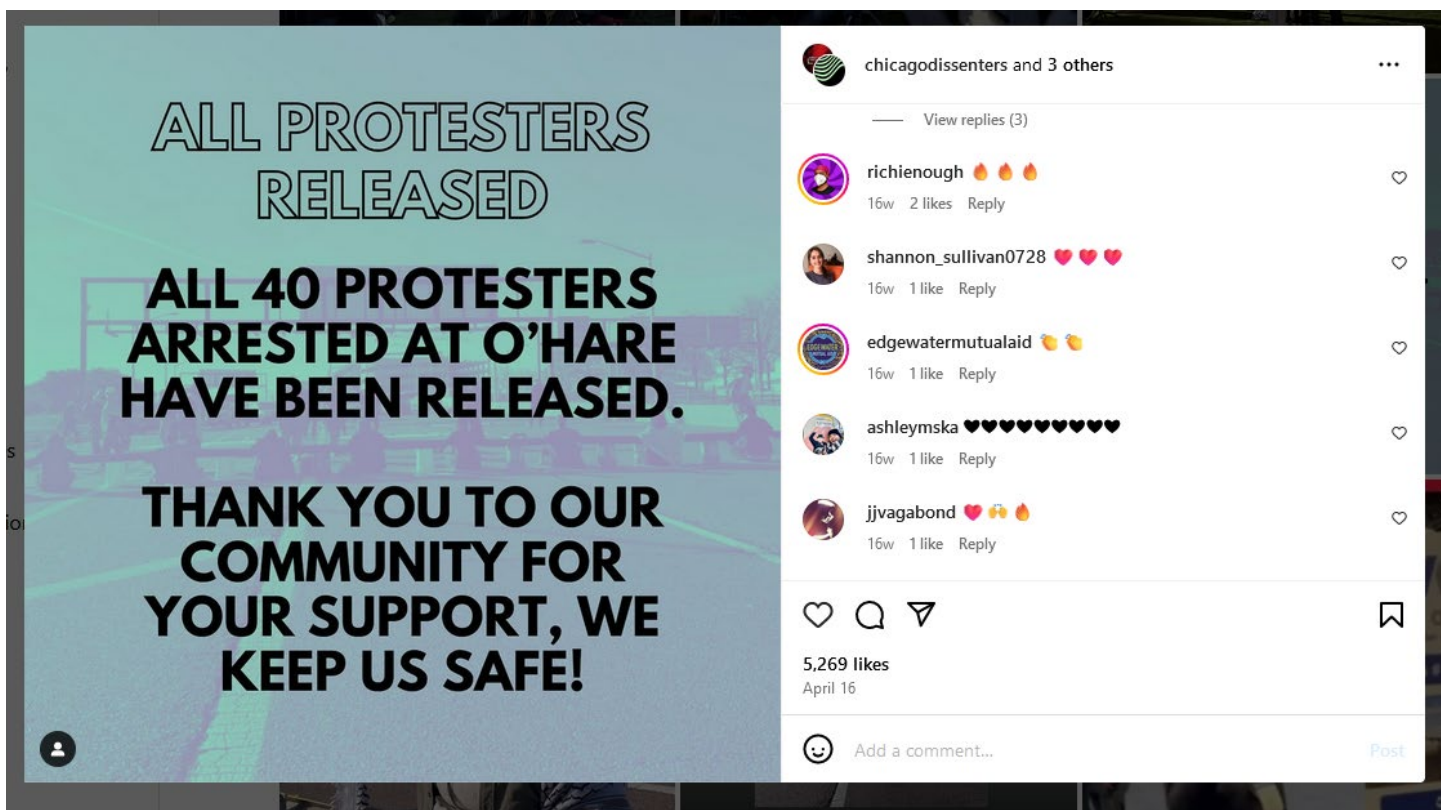 ALL PROTESTERS
RELEASED
ALL 40 PROTESTERS
ARRESTED AT O'HARE
HAVE BEEN RELEASED.
THANK YOU TO OUR
COMMUNITY FOR
YOUR SUPPORT, WE
KEEP US SAFE!
chicagodissenters and 3 others
View replies (3)
richienough 🔥 🔥 🔥
16w 2 likes Reply
shannon_sullivan0728 ❤️ ❤️ ❤️
16w 1 like Reply
edgewatermutualaid 👏 👏
16w 1 like Reply
ashleymska 🖤🖤🖤🖤🖤🖤🖤🖤🖤
16w 1 like Reply
jjvagabond ❤️ 🙌 🔥
16w 1 like Reply
5,269 likes
April 16
Add a comment...
Post